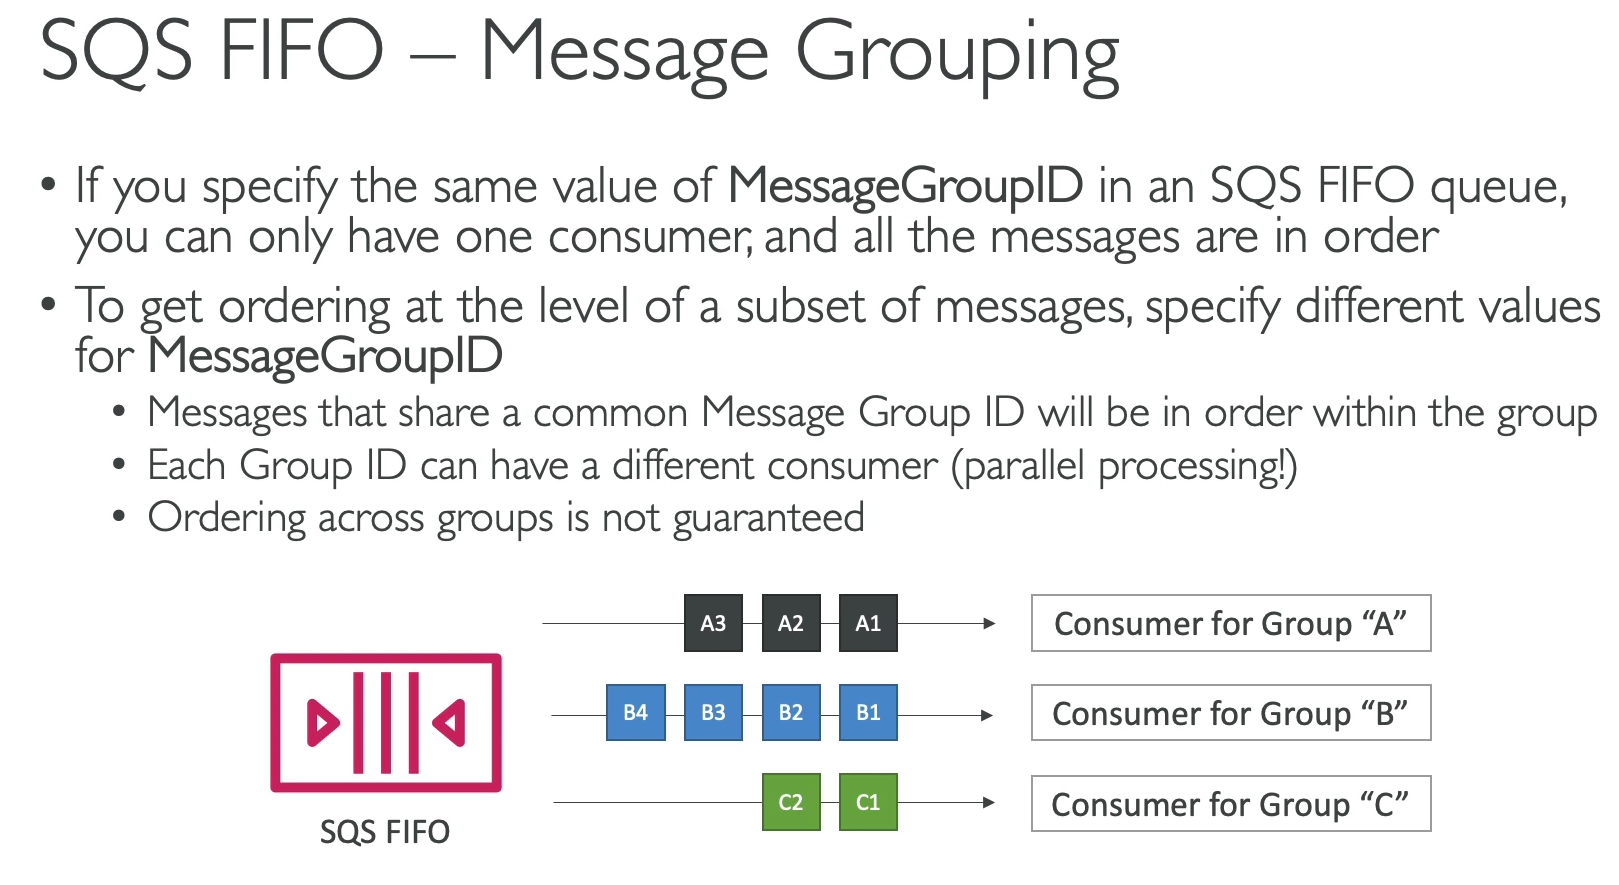 SQS FIFO – Message Grouping
• If you specify the same value of MessageGroupID in an SQS FIFO queue,
you can only have one consumer, and all the messages are in order
• To get ordering at the level of a subset of messages, specify different values
for MessageGroupID
• Messages that share a common Message Group ID will be in order within the group
• Each Group ID can have a different consumer (parallel processing!)
• Ordering across groups is not guaranteed
A3 A2 A1 Consumer for Group “A”
B4 B3 B2 B1 Consumer for Group “B”
C2 C1 Consumer for Group “C”
SQS FIFO